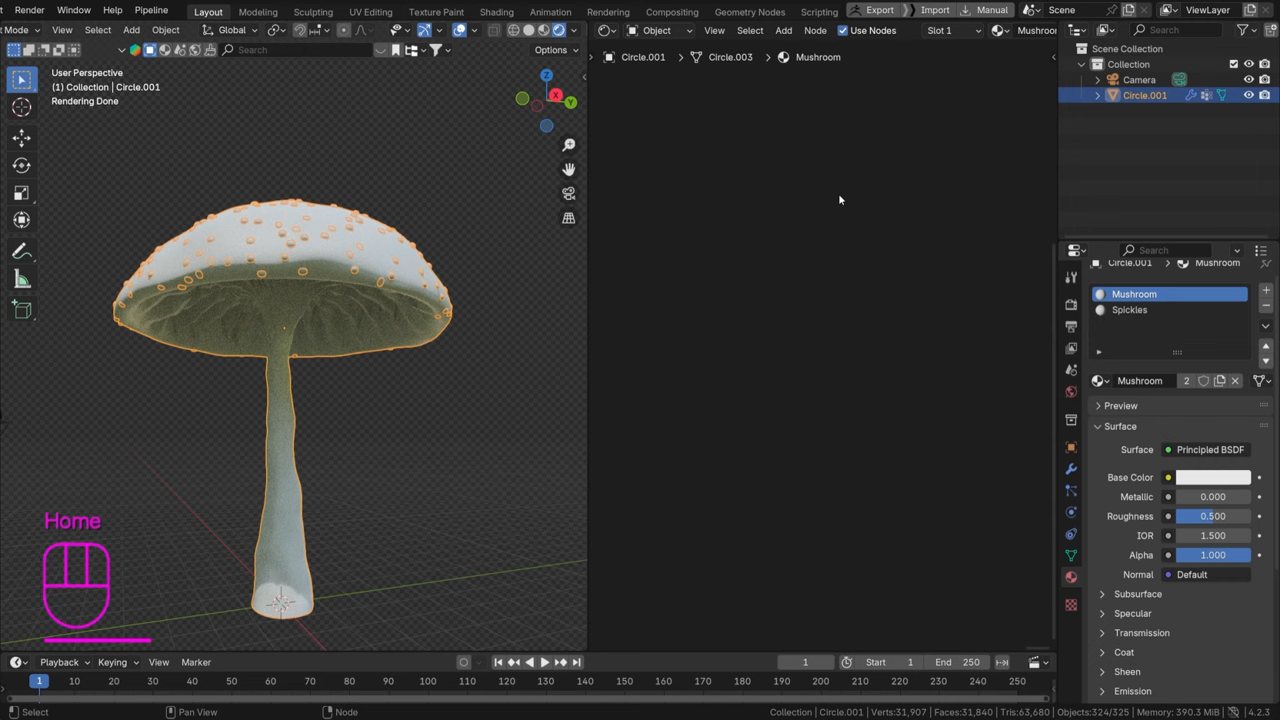 Render Window Help Pipeline Layout Modeling Sculpting UV Editing Texture Paint Shading Animation Rendering Compositing Geometry Nodes Scripting Export Import Manual Scene ViewLayer
Mode View Select Add Object Global Search Options
Object View Select Add Node Use Nodes Slot 1 Mushroom
Search
Circle.001 > Circle.003 > Mushroom
User Perspective
(1) Collection | Circle.001
Rendering Done
Z
X
Y
Scene Collection
Collection
Camera
Circle.001
Search
Circle.001 > Mushroom
Mushroom
Spickles
Mushroom 2
Preview
Surface
Surface Principled BSDF
Base Color
Metallic 0.000
Roughness 0.500
IOR 1.500
Alpha 1.000
Normal Default
Subsurface
Specular
Transmission
Coat
Sheen
Emission
Home
Playback Keying View Marker 1 Start 1 End 250
1 10 20 30 40 50 60 70 80 90 100 110 120 130 140 150 160 170 180 190 200 210 220 230 240 250
Select Pan View Node Collection | Circle.001 | Verts:31,907 | Faces:31,840 | Tris:63,680 | Objects:324/325 | Memory: 390.3 MiB 4.2.3